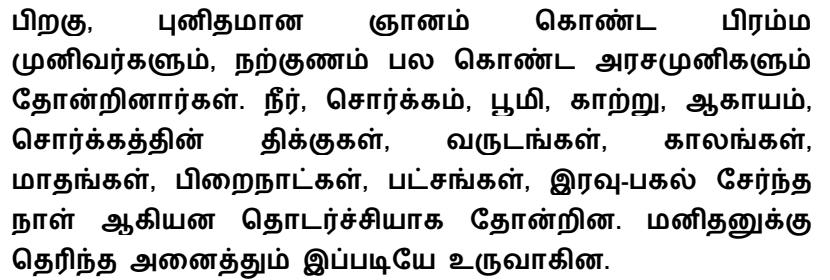 பிறகு, புனிதமான ஞானம் கொண்ட பிரம்ம
முனிவர்களும், நற்குணம் பல கொண்ட அரசமுனிகளும்
தோன்றினார்கள். நீர், சொர்க்கம், பூமி, காற்று, ஆகாயம்,
சொர்க்கத்தின் திக்குகள், வருடங்கள், காலங்கள்,
மாதங்கள், பிறைநாட்கள், பட்சங்கள், இரவு-பகல் சேர்ந்த
நாள் ஆகியன தொடர்ச்சியாக தோன்றின. மனிதனுக்கு
தெரிந்த அனைத்தும் இப்படியே உருவாகின.